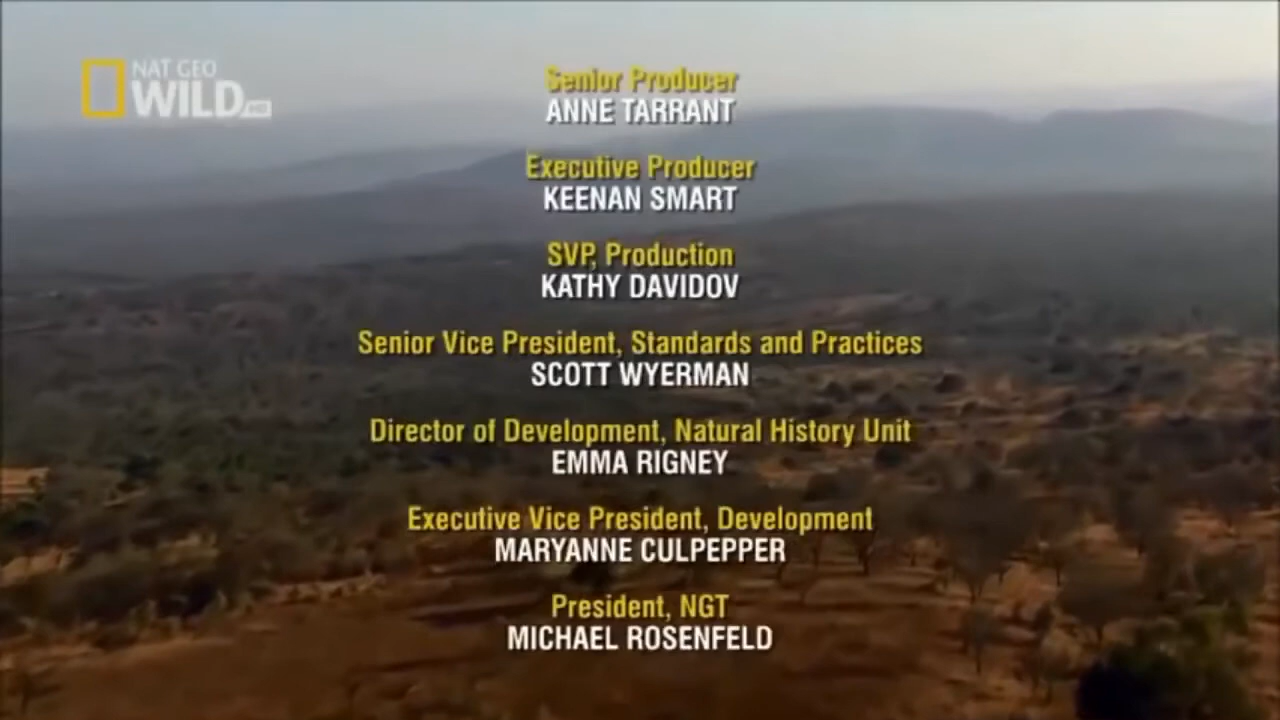 NAT GEO
WILD HD
Senior Producer
ANNE TARRANT
Executive Producer
KEENAN SMART
SVP, Production
KATHY DAVIDOV
Senior Vice President, Standards and Practices
SCOTT WYERMAN
Director of Development, Natural History Unit
EMMA RIGNEY
Executive Vice President, Development
MARYANNE CULPEPPER
President, NGT
MICHAEL ROSENFELD